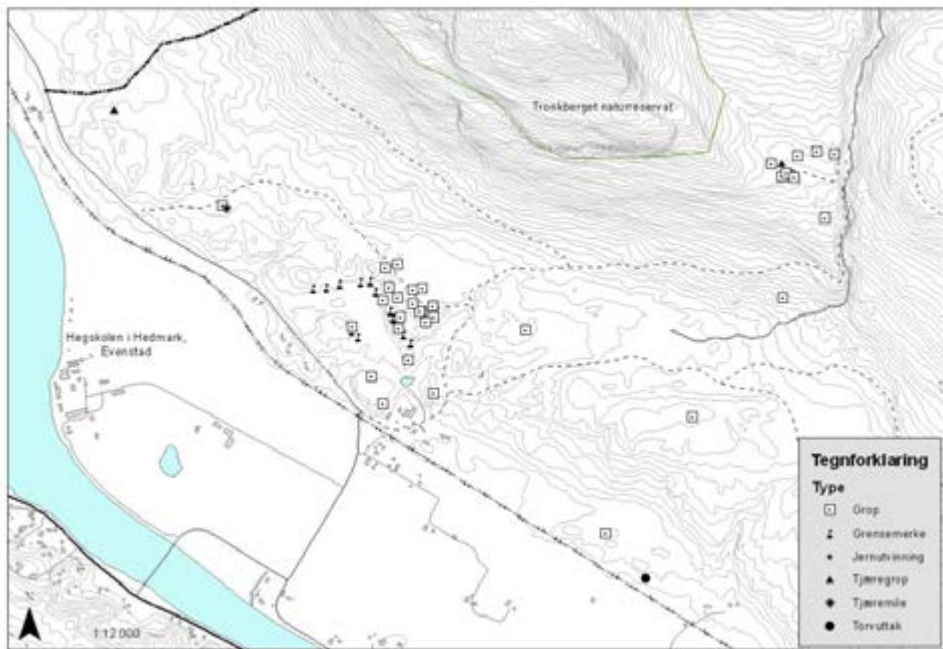 Tronkberget naturreservat
Høgskolen i Hedmark,
Evenstad
Tegnforklaring
Type
Grop
Grensemerke
Jernutvinning
Tjæregrop
Tjæremile
Torvuttak
1:12 000